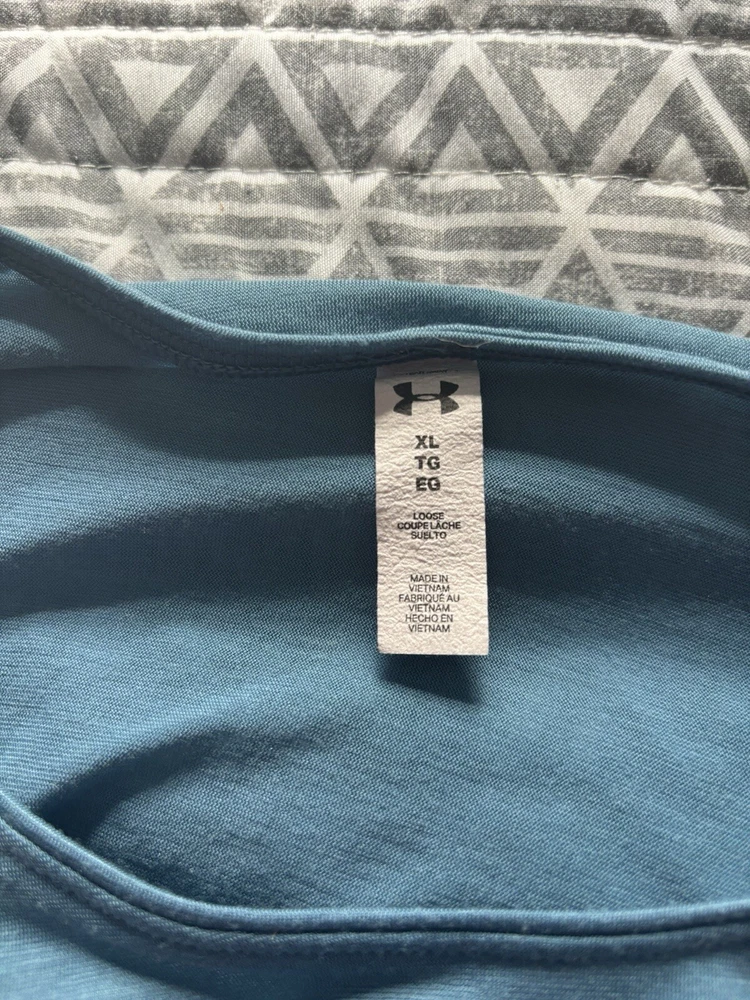 XL
TG
EG
LOOSE
COUPE LÂCHE
SUELTO
MADE IN
VIETNAM
FABRIQUÉ AU
VIETNAM
HECHO EN
VIETNAM